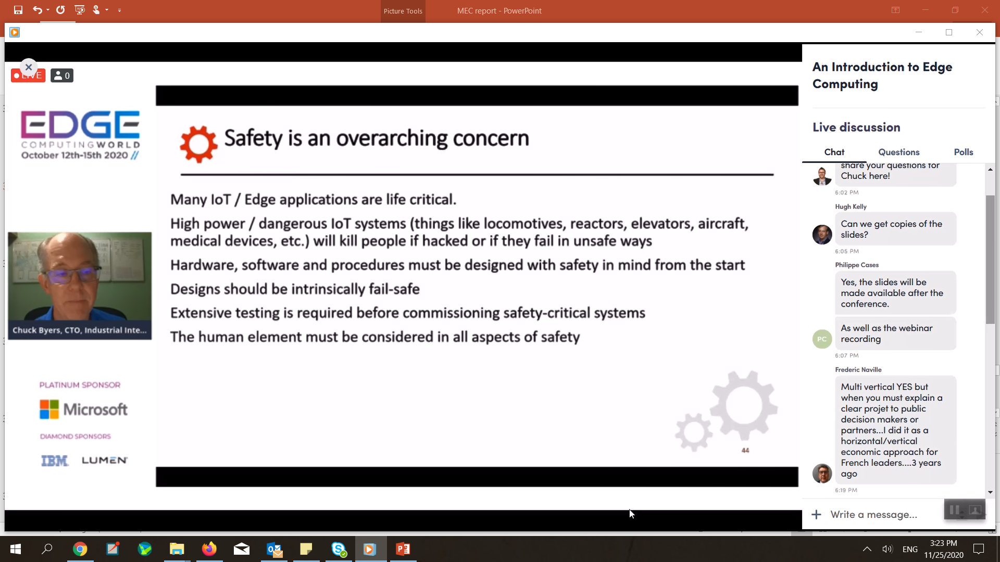 Picture Tools
MEC report - PowerPoint
LIVE
0
EDGE
COMPUTINGWORLD
October 12th-15th 2020 //
Chuck Byers, CTO, Industrial Inte...
PLATINUM SPONSOR
Microsoft
DIAMOND SPONSORS
IBM LUMEN
Safety is an overarching concern
Many IoT / Edge applications are life critical.
High power / dangerous IoT systems (things like locomotives, reactors, elevators, aircraft,
medical devices, etc.) will kill people if hacked or if they fail in unsafe ways
Hardware, software and procedures must be designed with safety in mind from the start
Designs should be intrinsically fail-safe
Extensive testing is required before commissioning safety-critical systems
The human element must be considered in all aspects of safety
44
An Introduction to Edge
Computing
Live discussion
Chat Questions Polls
share your questions for
Chuck here!
6:02 PM
Hugh Kelly
Can we get copies of the
slides?
6:05 PM
Philippe Cases
Yes, the slides will be
made available after the
conference.
As well as the webinar
recording
PC
6:07 PM
Frederic Naville
Multi vertical YES but
when you must explain a
clear projet to public
decision makers or
partners...I did it as a
horizontal/vertical
economic approach for
French leaders....3 years
ago
6:19 PM
Write a message...
ENG
3:23 PM
11/25/2020